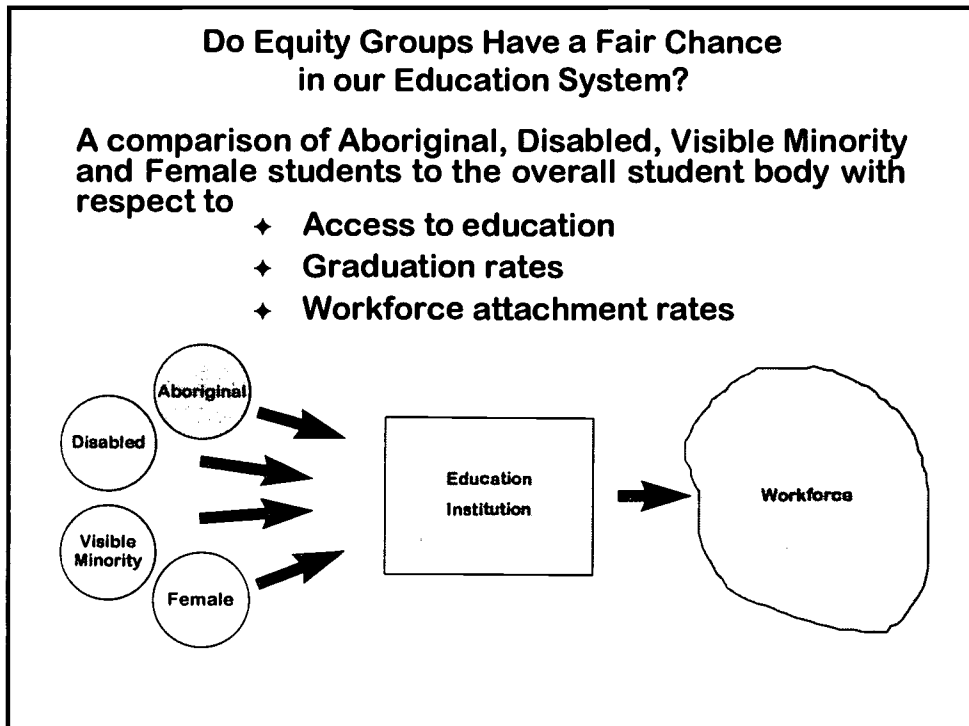 Do Equity Groups Have a Fair Chance
in our Education System?
A comparison of Aboriginal, Disabled, Visible Minority
and Female students to the overall student body with
respect to
✦ Access to education
✦ Graduation rates
✦ Workforce attachment rates
Aboriginal
Disabled
Visible
Minority
Female
Education
Institution
Workforce